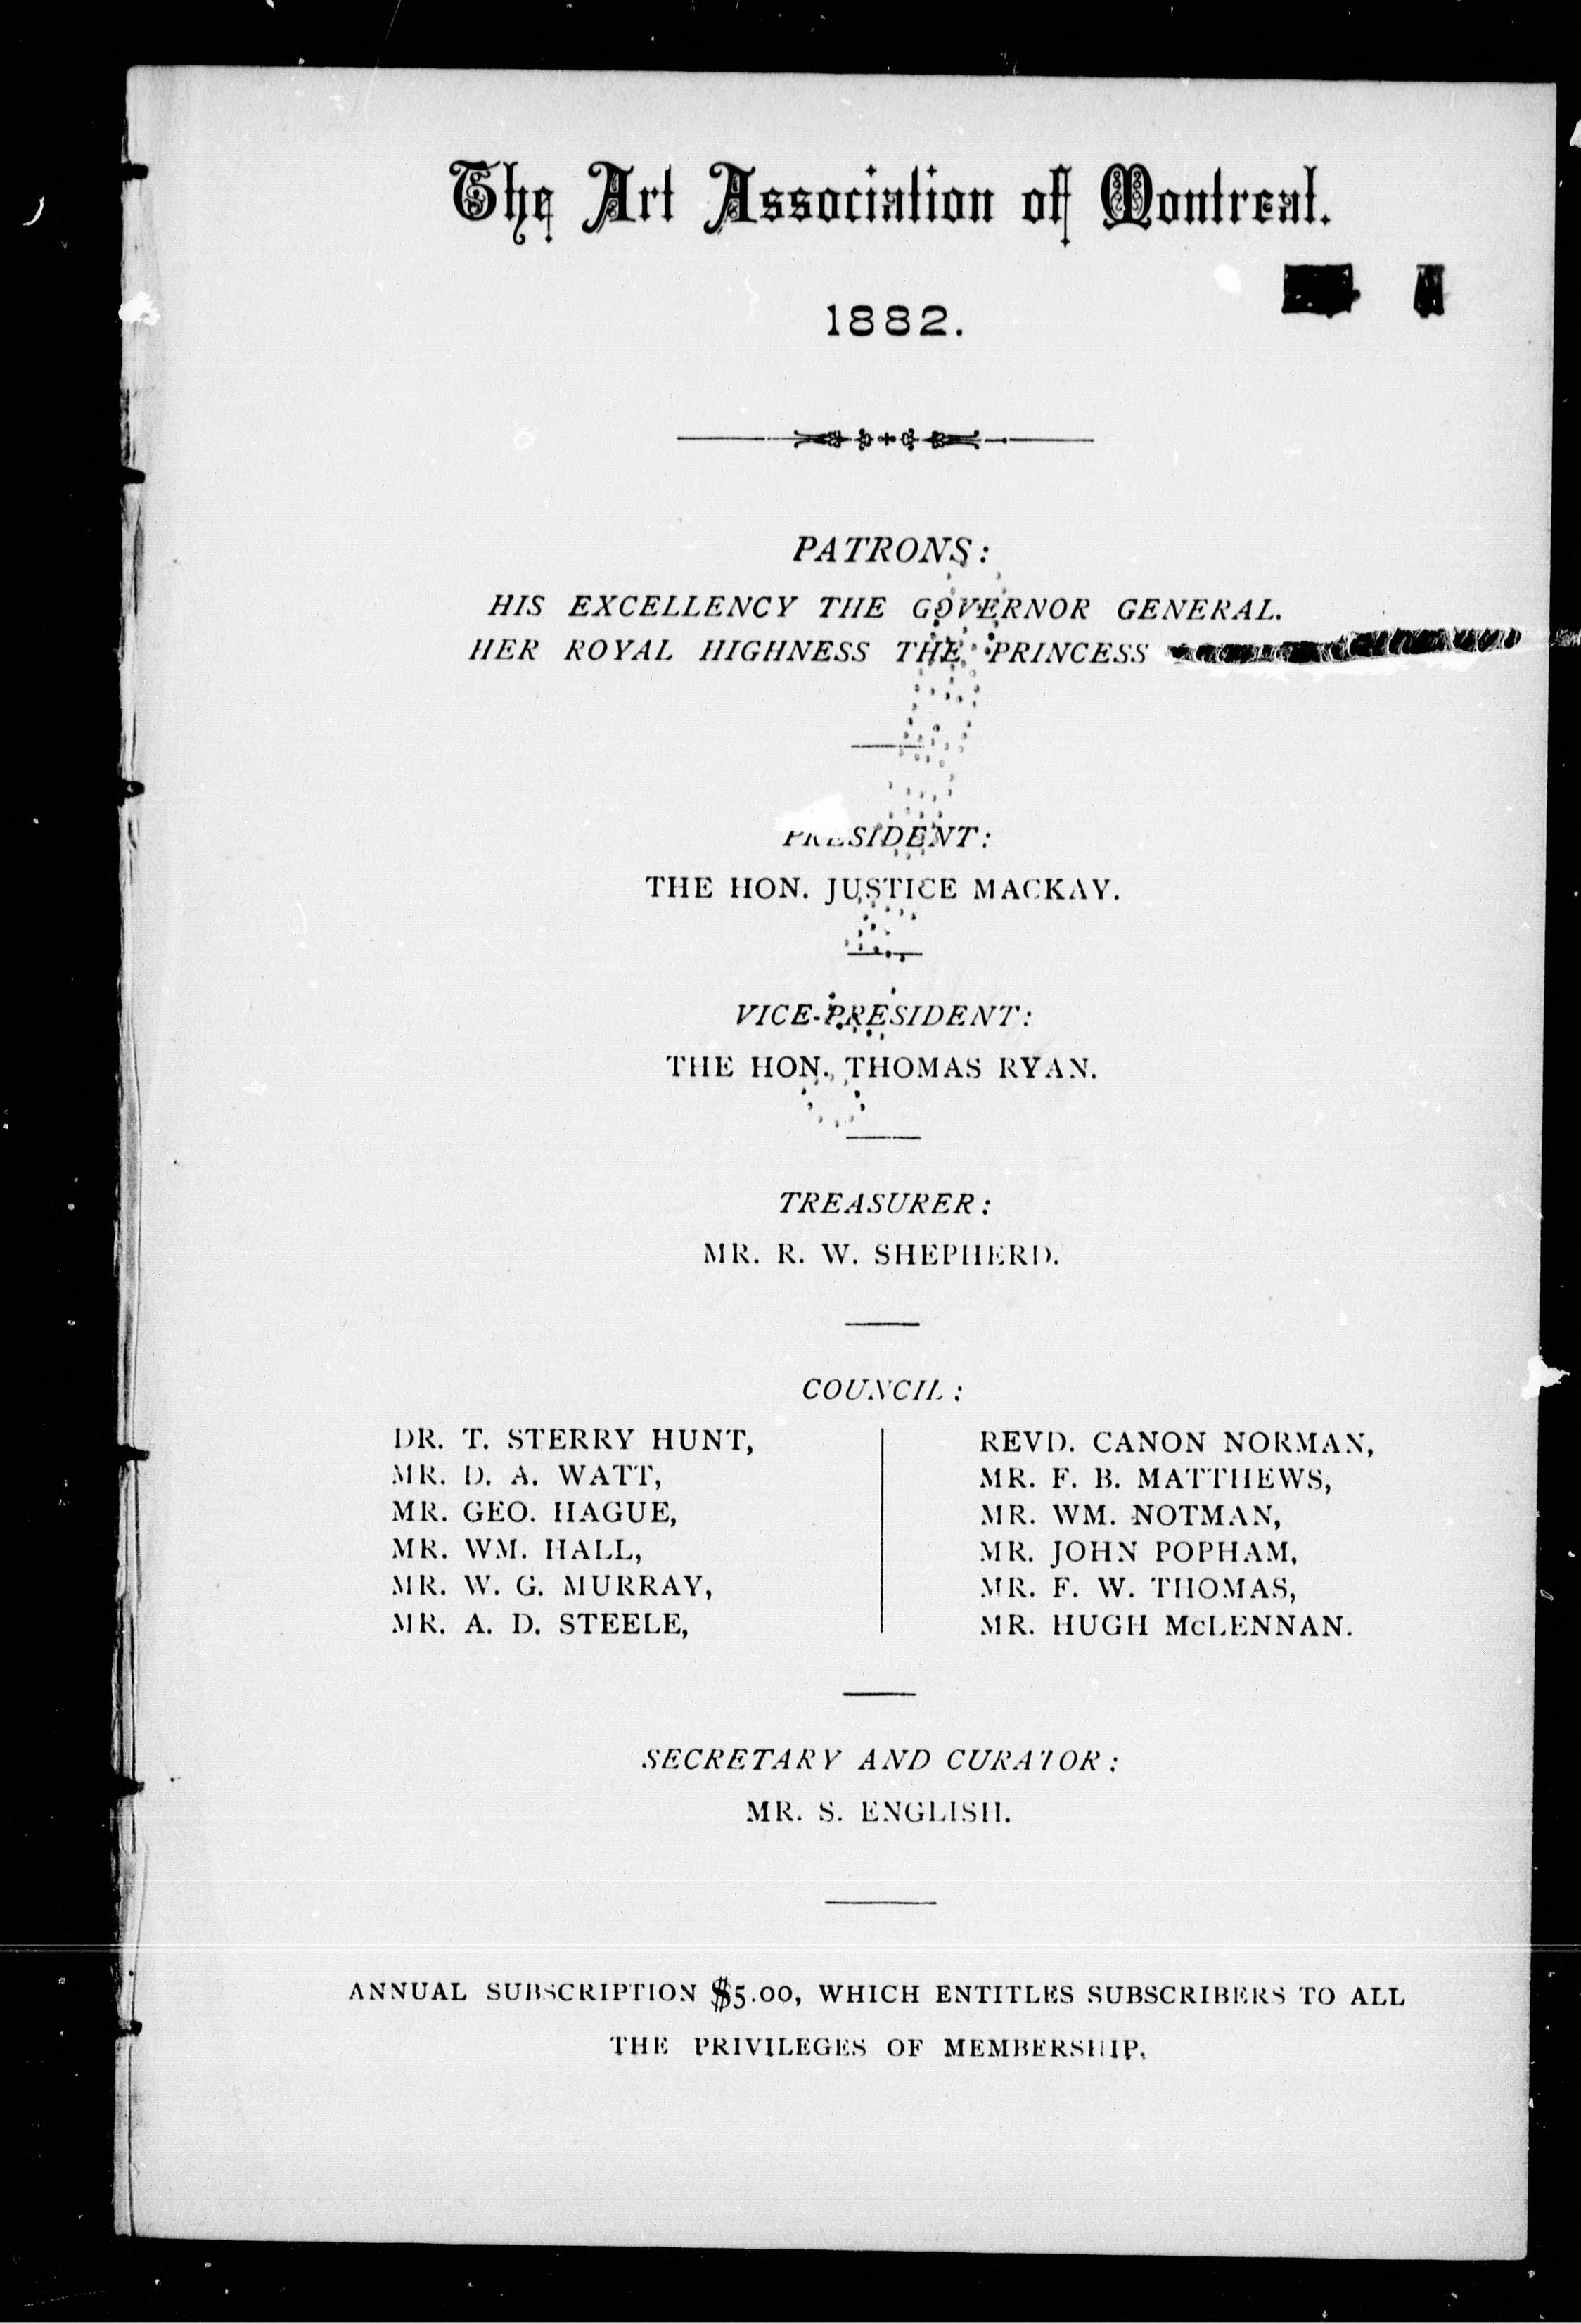 The Art Association of Montreal.
1882.
PATRONS:
HIS EXCELLENCY THE GOVERNOR GENERAL.
HER ROYAL HIGHNESS THE PRINCESS
PRESIDENT:
THE HON. JUSTICE MACKAY.
VICE-PRESIDENT:
THE HON. THOMAS RYAN.
TREASURER:
MR. R. W. SHEPHERD.
COUNCIL:
DR. T. STERRY HUNT,
MR. D. A. WATT,
MR. GEO. HAGUE,
MR. WM. HALL,
MR. W. G. MURRAY,
MR. A. D. STEELE,
REVD. CANON NORMAN,
MR. F. B. MATTHEWS,
MR. WM. NOTMAN,
MR. JOHN POPHAM,
MR. F. W. THOMAS,
MR. HUGH McLENNAN.
SECRETARY AND CURATOR:
MR. S. ENGLISH.
ANNUAL SUBSCRIPTION $5.00, WHICH ENTITLES SUBSCRIBERS TO ALL
THE PRIVILEGES OF MEMBERSHIP.